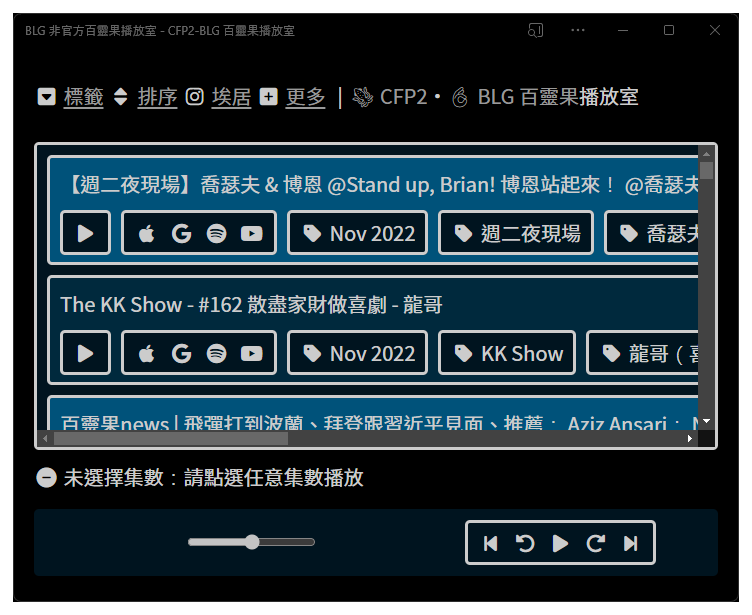 BLG 非官方百靈果播放室 - CFP2-BLG 百靈果播放室
標籤 排序 埃居 更多 | CFP2 • BLG 百靈果播放室
【週二夜現場】喬瑟夫 & 博恩 @Stand up, Brian! 博恩站起來！ @喬瑟夫
Nov 2022 週二夜現場 喬瑟夫
The KK Show - #162 散盡家財做喜劇 - 龍哥
Nov 2022 KK Show 龍哥（喜
百靈果news | 飛彈打到波蘭、拜登跟習近平見面、推薦： Aziz Ansari： N
未選擇集數：請點選任意集數播放